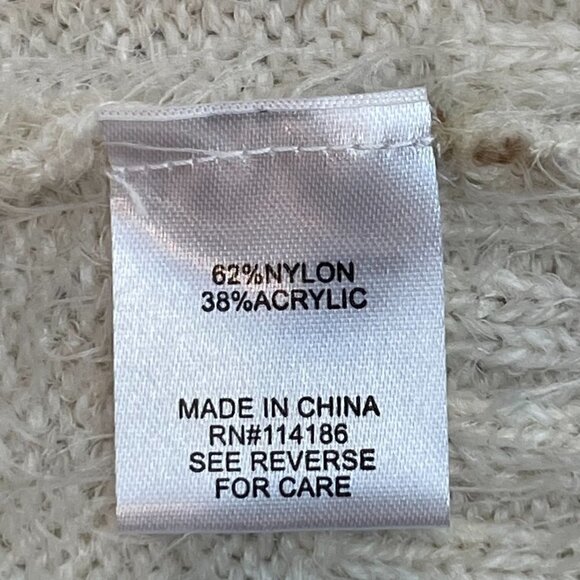 62%NYLON
38%ACRYLIC
MADE IN CHINA
RN#114186
SEE REVERSE
FOR CARE